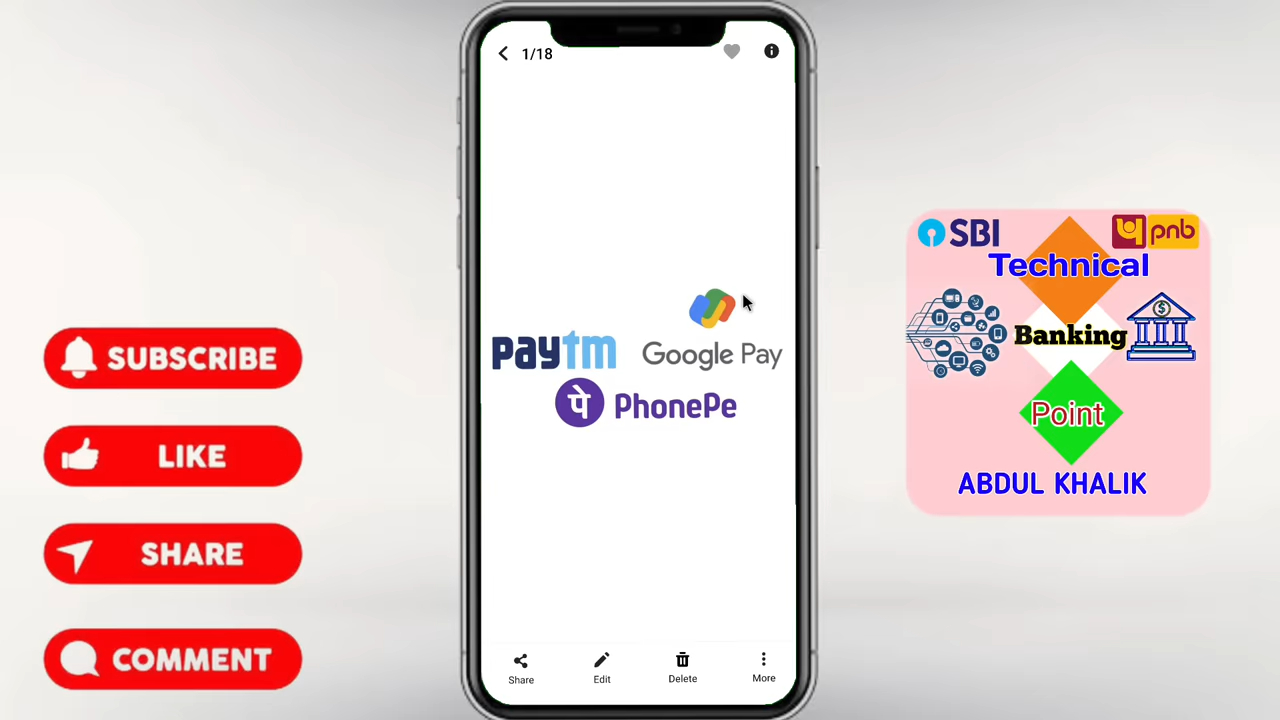 1/18
paytm
Google Pay
पे PhonePe
Share
Edit
Delete
More
SUBSCRIBE
LIKE
SHARE
COMMENT
SBI
प pnb
Technical
Banking
Point
ABDUL KHALIK